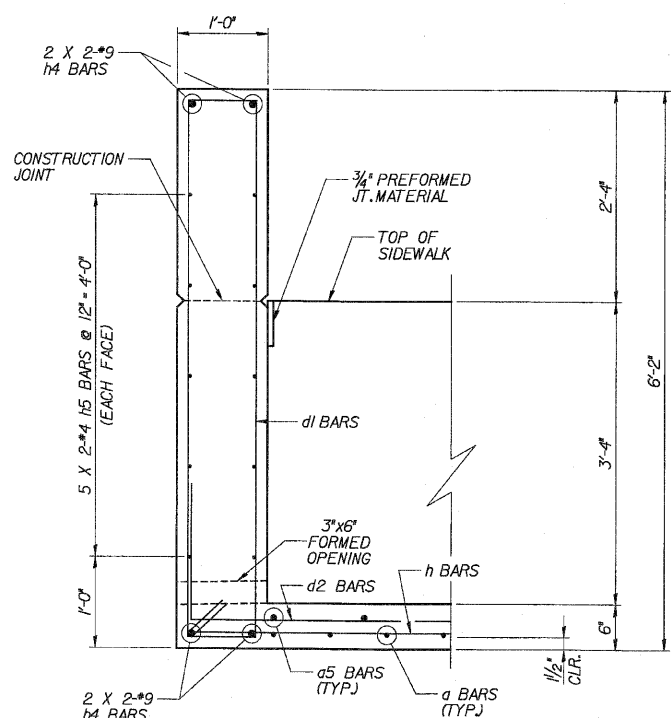 1'-0"
2 X 2-#9
h4 BARS
CONSTRUCTION
JOINT
3/4" PREFORMED
JT. MATERIAL
TOP OF
SIDEWALK
2'-4"
6'-2"
5 X 2-#4 h5 BARS @ 12" = 4'-0"
(EACH FACE)
d1 BARS
3'-4"
3"x6"
FORMED
OPENING
h BARS
d2 BARS
1'-0"
6"
1 1/2"
CLR.
a5 BARS
(TYP.)
a BARS
(TYP.)
2 X 2-#9
h4 BARS